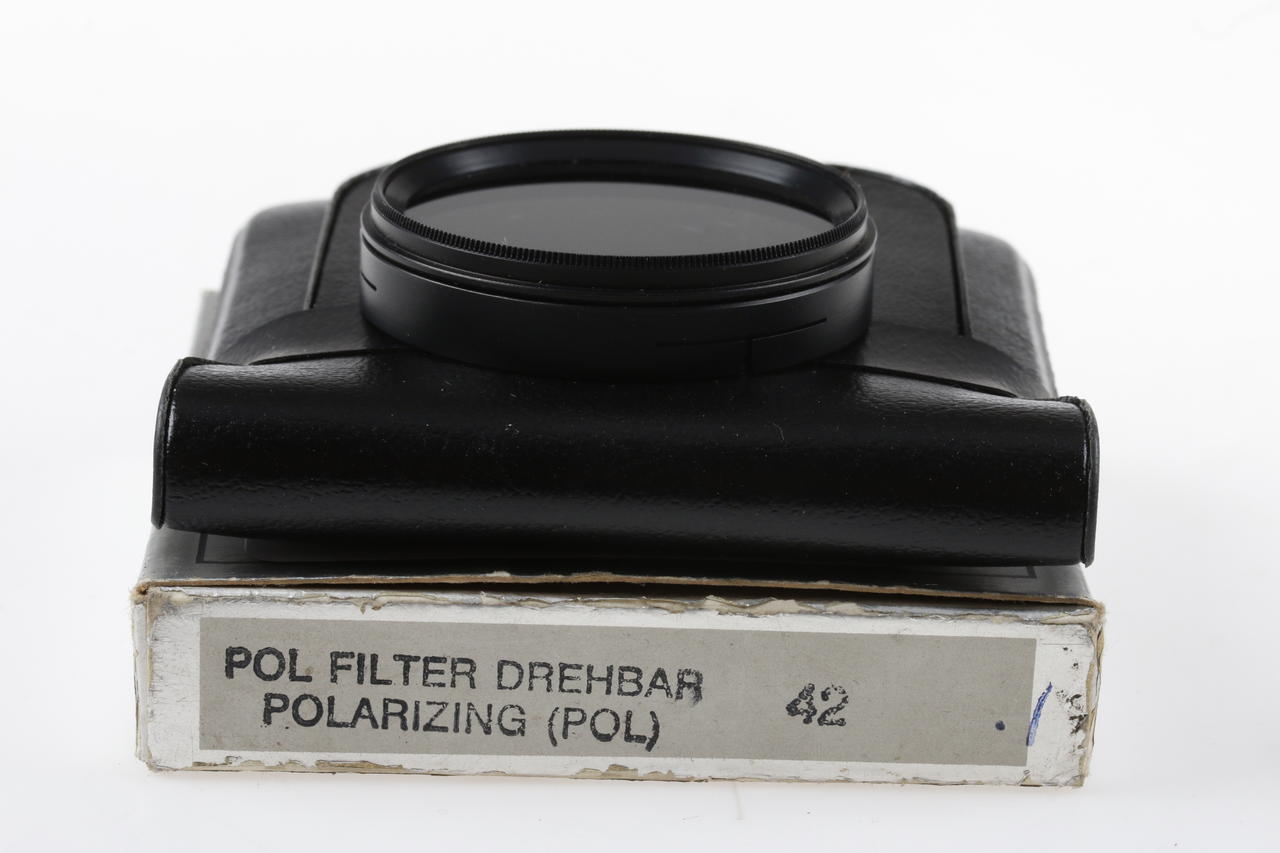 POL FILTER DREHBAR 42
POLARIZING (POL)